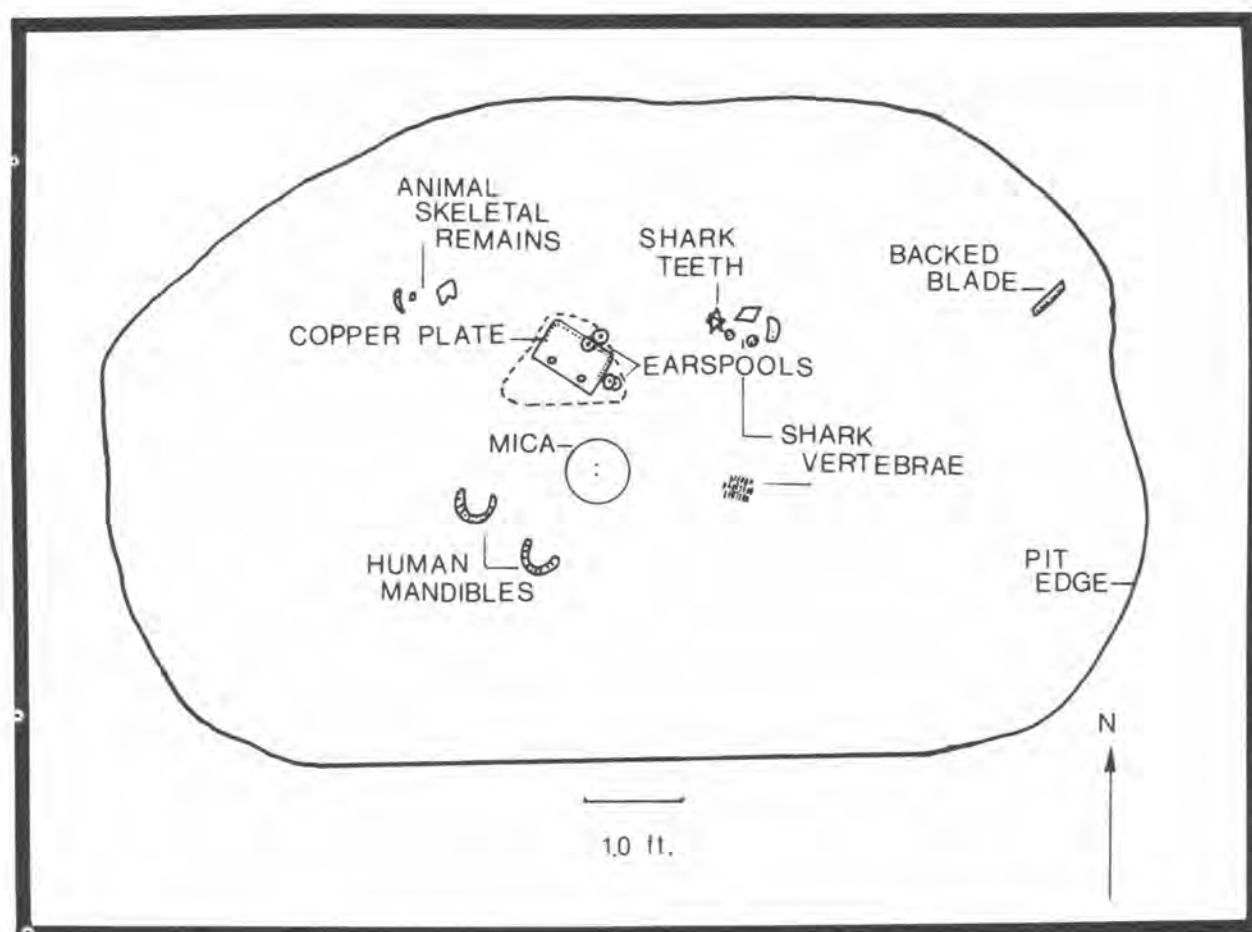 ANIMAL
SKELETAL
REMAINS
SHARK
TEETH
BACKED
BLADE
COPPER PLATE
EARSPOOLS
MICA
SHARK
VERTEBRAE
HUMAN
MANDIBLES
PIT
EDGE
N
1.0 ft.